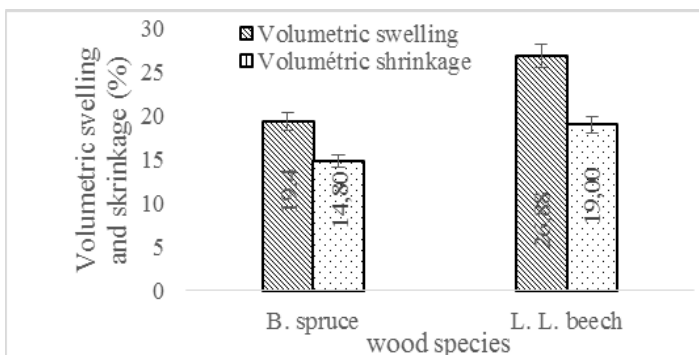 Volumetric svelling
and skrinkage (%)
30
25
20
15
10
5
0
Volumetric swelling
Volumétric shrinkage
19.4
14,80
26,88
19,00
B. spruce
L. L. beech
wood species